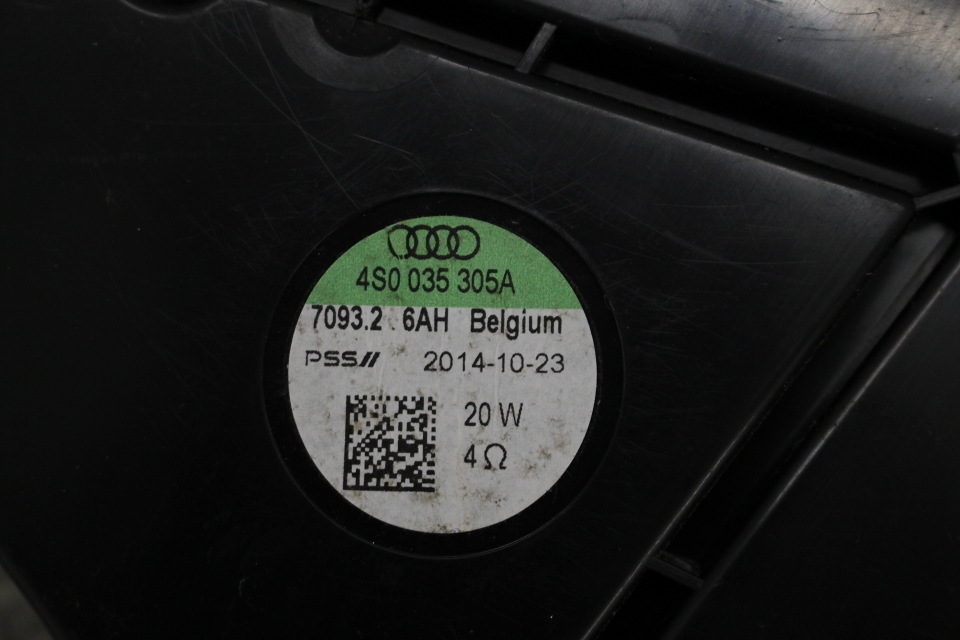 4S0 035 305A
7093.2 6AH Belgium
PSS// 2014-10-23
20 W
4Ω